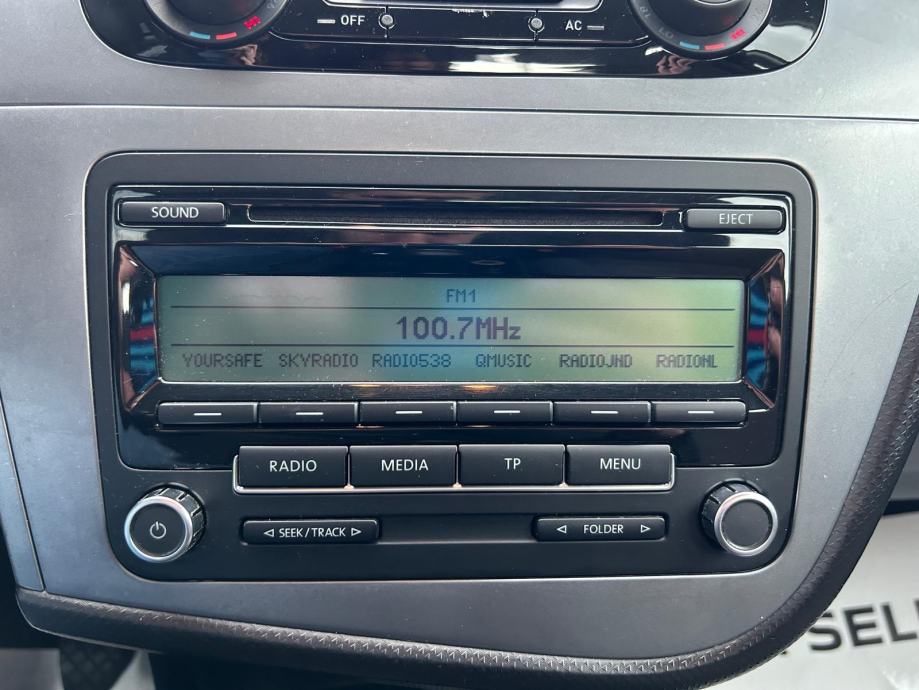 OFF AC
SOUND EJECT
FM1
100.7MHz
YOURSAFE SKYRADIO RADIO538 QMUSIC RADIOJND RADIONL
RADIO MEDIA TP MENU
SEEK/TRACK FOLDER
SELL